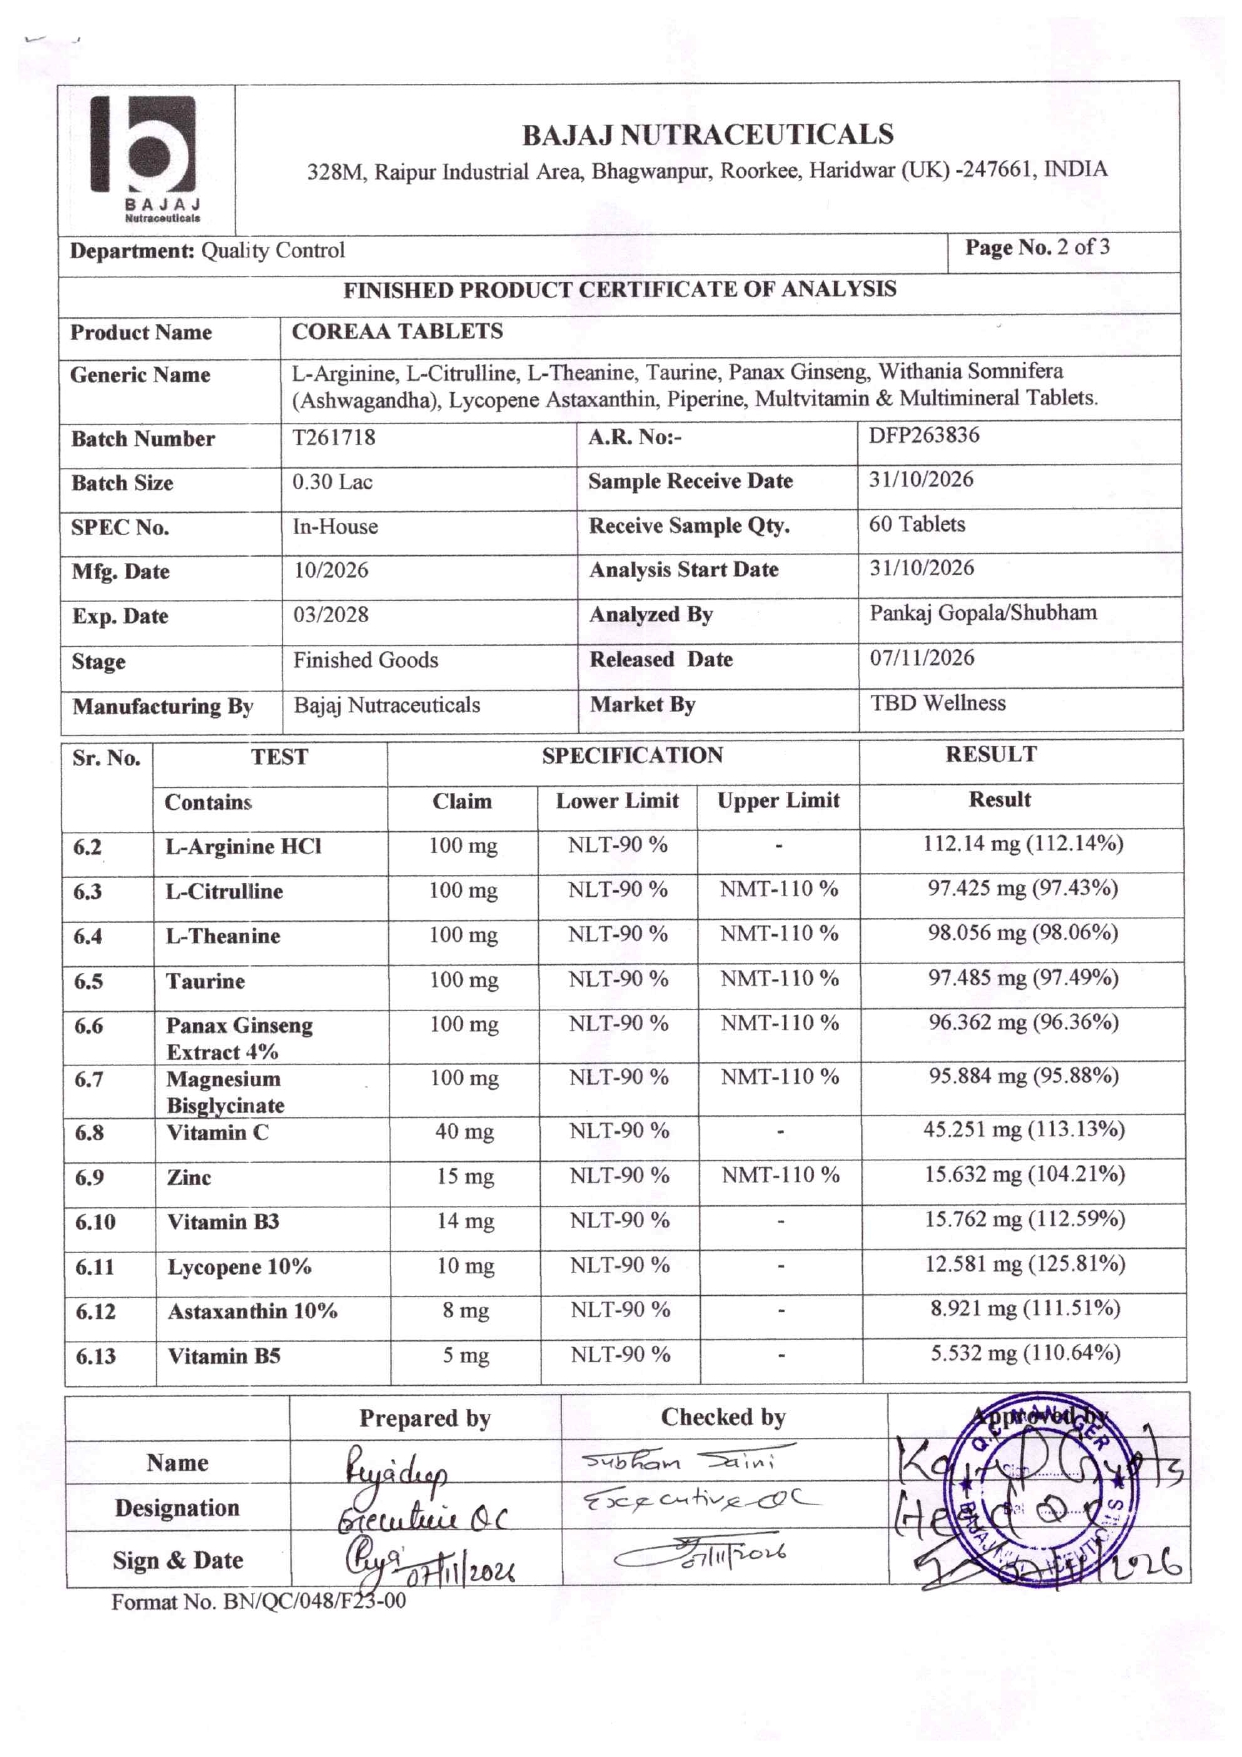 BAJAJ
Nutraceuticals
BAJAJ NUTRACEUTICALS
328M, Raipur Industrial Area, Bhagwanpur, Roorkee, Haridwar (UK) -247661, INDIA
Department: Quality Control Page No. 2 of 3
FINISHED PRODUCT CERTIFICATE OF ANALYSIS
Product Name COREAA TABLETS
Generic Name L-Arginine, L-Citrulline, L-Theanine, Taurine, Panax Ginseng, Withania Somnifera
(Ashwagandha), Lycopene Astaxanthin, Piperine, Multvitamin & Multimineral Tablets.
Batch Number T261718 A.R. No:- DFP263836
Batch Size 0.30 Lac Sample Receive Date 31/10/2026
SPEC No. In-House Receive Sample Qty. 60 Tablets
Mfg. Date 10/2026 Analysis Start Date 31/10/2026
Exp. Date 03/2028 Analyzed By Pankaj Gopala/Shubham
Stage Finished Goods Released Date 07/11/2026
Manufacturing By Bajaj Nutraceuticals Market By TBD Wellness
Sr. No. TEST SPECIFICATION RESULT
Contains Claim Lower Limit Upper Limit Result
6.2 L-Arginine HCl 100 mg NLT-90 % - 112.14 mg (112.14%)
6.3 L-Citrulline 100 mg NLT-90 % NMT-110 % 97.425 mg (97.43%)
6.4 L-Theanine 100 mg NLT-90 % NMT-110 % 98.056 mg (98.06%)
6.5 Taurine 100 mg NLT-90 % NMT-110 % 97.485 mg (97.49%)
6.6 Panax Ginseng 100 mg NLT-90 % NMT-110 % 96.362 mg (96.36%)
Extract 4%
6.7 Magnesium 100 mg NLT-90 % NMT-110 % 95.884 mg (95.88%)
Bisglycinate
6.8 Vitamin C 40 mg NLT-90 % - 45.251 mg (113.13%)
6.9 Zinc 15 mg NLT-90 % NMT-110 % 15.632 mg (104.21%)
6.10 Vitamin B3 14 mg NLT-90 % - 15.762 mg (112.59%)
6.11 Lycopene 10% 10 mg NLT-90 % - 12.581 mg (125.81%)
6.12 Astaxanthin 10% 8 mg NLT-90 % - 8.921 mg (111.51%)
6.13 Vitamin B5 5 mg NLT-90 % - 5.532 mg (110.64%)
Prepared by Checked by Approved by
Name Subham Saini
Designation Executive QC Executive QC Head QC
Sign & Date 07/11/2026 07/11/2026 07/11/2026
Q.C. MANAGER
Format No. BN/QC/048/F23-00